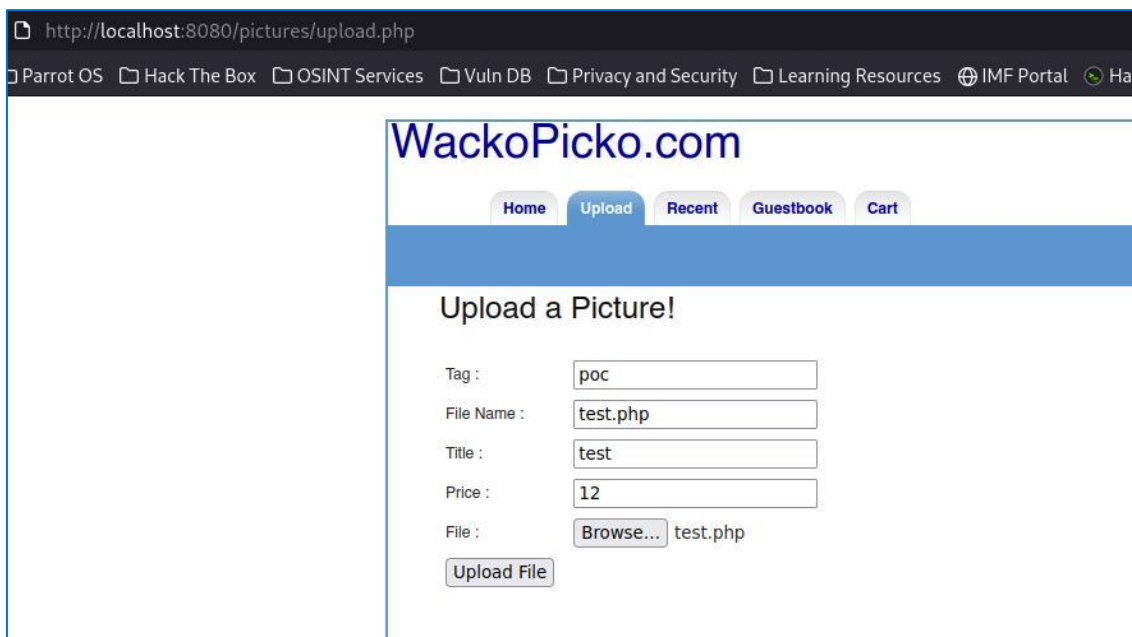 http://localhost:8080/pictures/upload.php
Parrot OS Hack The Box OSINT Services Vuln DB Privacy and Security Learning Resources IMF Portal Ha
WackoPicko.com
Home Upload Recent Guestbook Cart
Upload a Picture!
Tag : poc
File Name : test.php
Title : test
Price : 12
File : Browse... test.php
Upload File